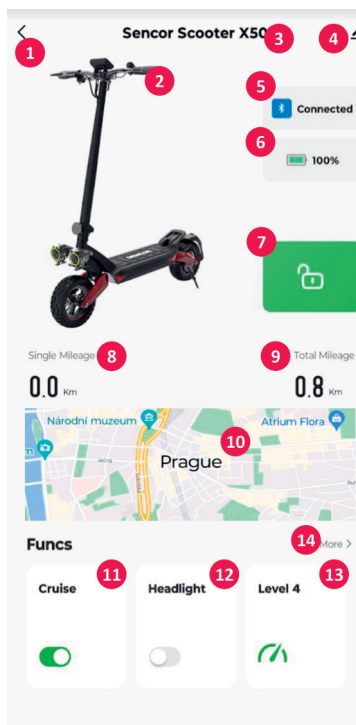 Sencor Scooter X50
3
4
1
2
5
Connected
6
100%
7
SENCOR
Single Mileage 8
9 Total Mileage
0.0 Km
0.8 Km
Národní muzeum
Atrium Flora
10
Ječná
Prague
Funcs
14 More >
11
12
13
Cruise
Headlight
Level 4